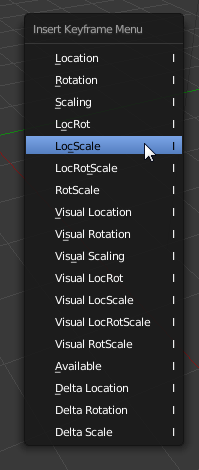 Insert Keyframe Menu
Location I
Rotation I
Scaling I
LocRot I
LocScale I
LocRotScale I
RotScale I
Visual Location I
Visual Rotation I
Visual Scaling I
Visual LocRot I
Visual LocScale I
Visual LocRotScale I
Visual RotScale I
Available I
Delta Location I
Delta Rotation I
Delta Scale I